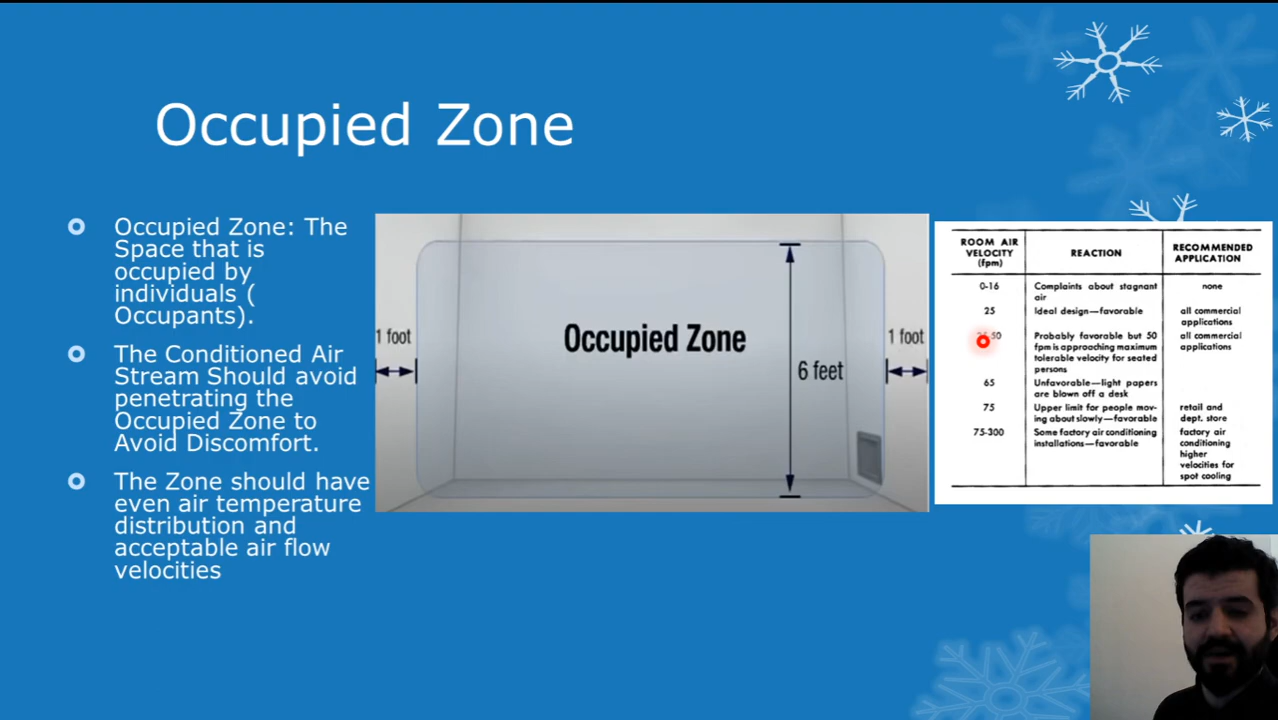 Occupied Zone
Occupied Zone: The
Space that is
occupied by
individuals (
Occupants).
The Conditioned Air
Stream Should avoid
penetrating the
Occupied Zone to
Avoid Discomfort.
The Zone should have
even air temperature
distribution and
acceptable air flow
velocities
1 foot
Occupied Zone
6 feet
1 foot
ROOM AIR
VELOCITY
(fpm)
REACTION
RECOMMENDED
APPLICATION
0-16
Complaints about stagnant
air
none
25
Ideal design—favorable
all commercial
applications
50
Probably favorable but 50
fpm is approaching maximum
tolerable velocity for seated
persons
all commercial
applications
65
Unfavorable—light papers
are blown off a desk
75
Upper limit for people mov-
ing about slowly—favorable
retail and
dept. store
75-300
Some factory air conditioning
installations—favorable
factory air
conditioning
higher
velocities for
spot cooling